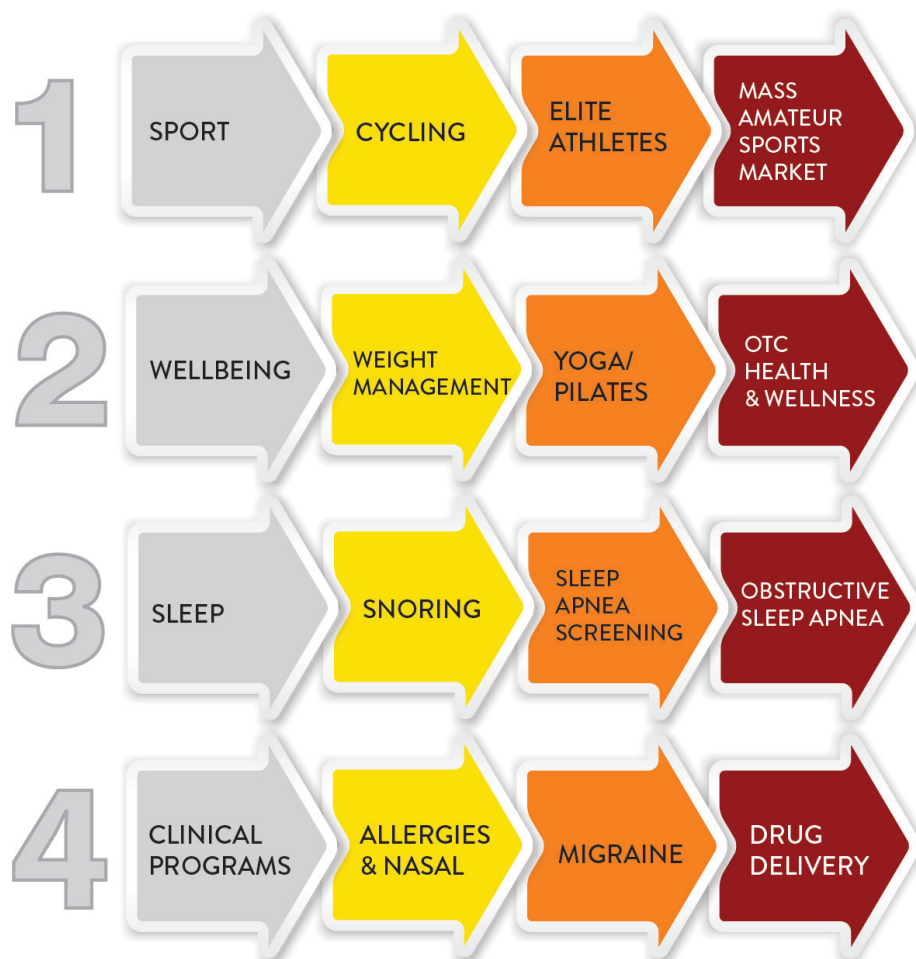 1
SPORT
CYCLING
ELITE
ATHLETES
MASS
AMATEUR
SPORTS
MARKET
2
WELLBEING
WEIGHT
MANAGEMENT
YOGA/
PILATES
OTC
HEALTH
& WELLNESS
3
SLEEP
SNORING
SLEEP
APNEA
SCREENING
OBSTRUCTIVE
SLEEP APNEA
4
CLINICAL
PROGRAMS
ALLERGIES
& NASAL
MIGRAINE
DRUG
DELIVERY